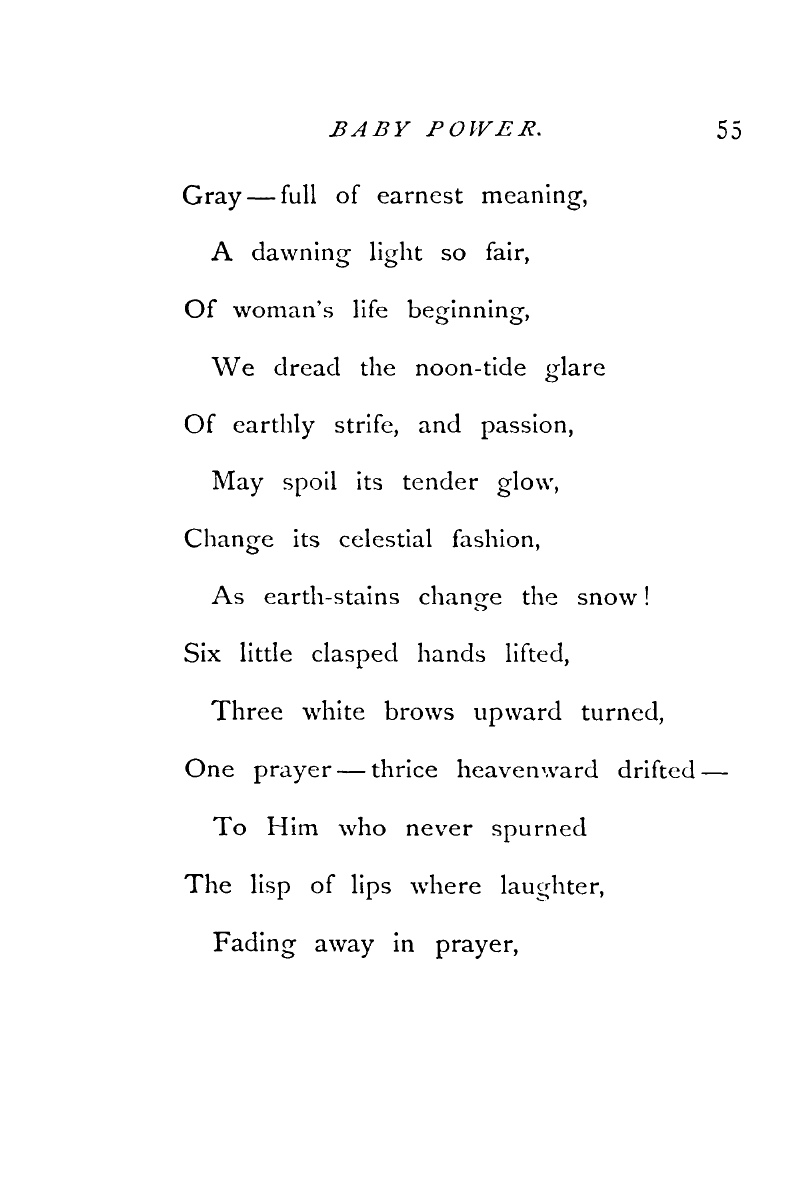 BABY POWER. 55
Gray — full of earnest meaning,
A dawning light so fair,
Of woman's life beginning,
We dread the noon-tide glare
Of earthly strife, and passion,
May spoil its tender glow,
Change its celestial fashion,
As earth-stains change the snow!
Six little clasped hands lifted,
Three white brows upward turned,
One prayer — thrice heavenward drifted —
To Him who never spurned
The lisp of lips where laughter,
Fading away in prayer,